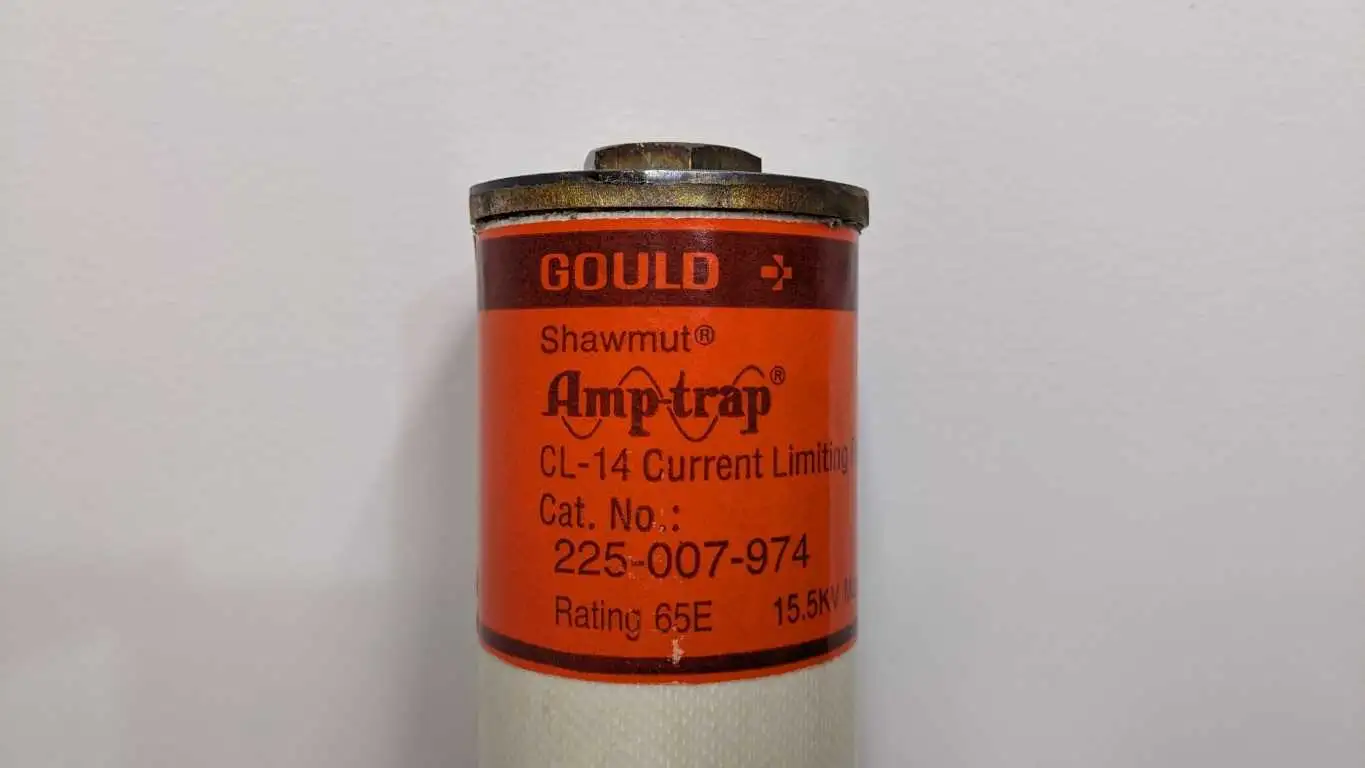 GOULD
Shawmut®
Amp-trap®
CL-14 Current Limiting
Cat. No.:
225-007-974
Rating 65E 15.5KV